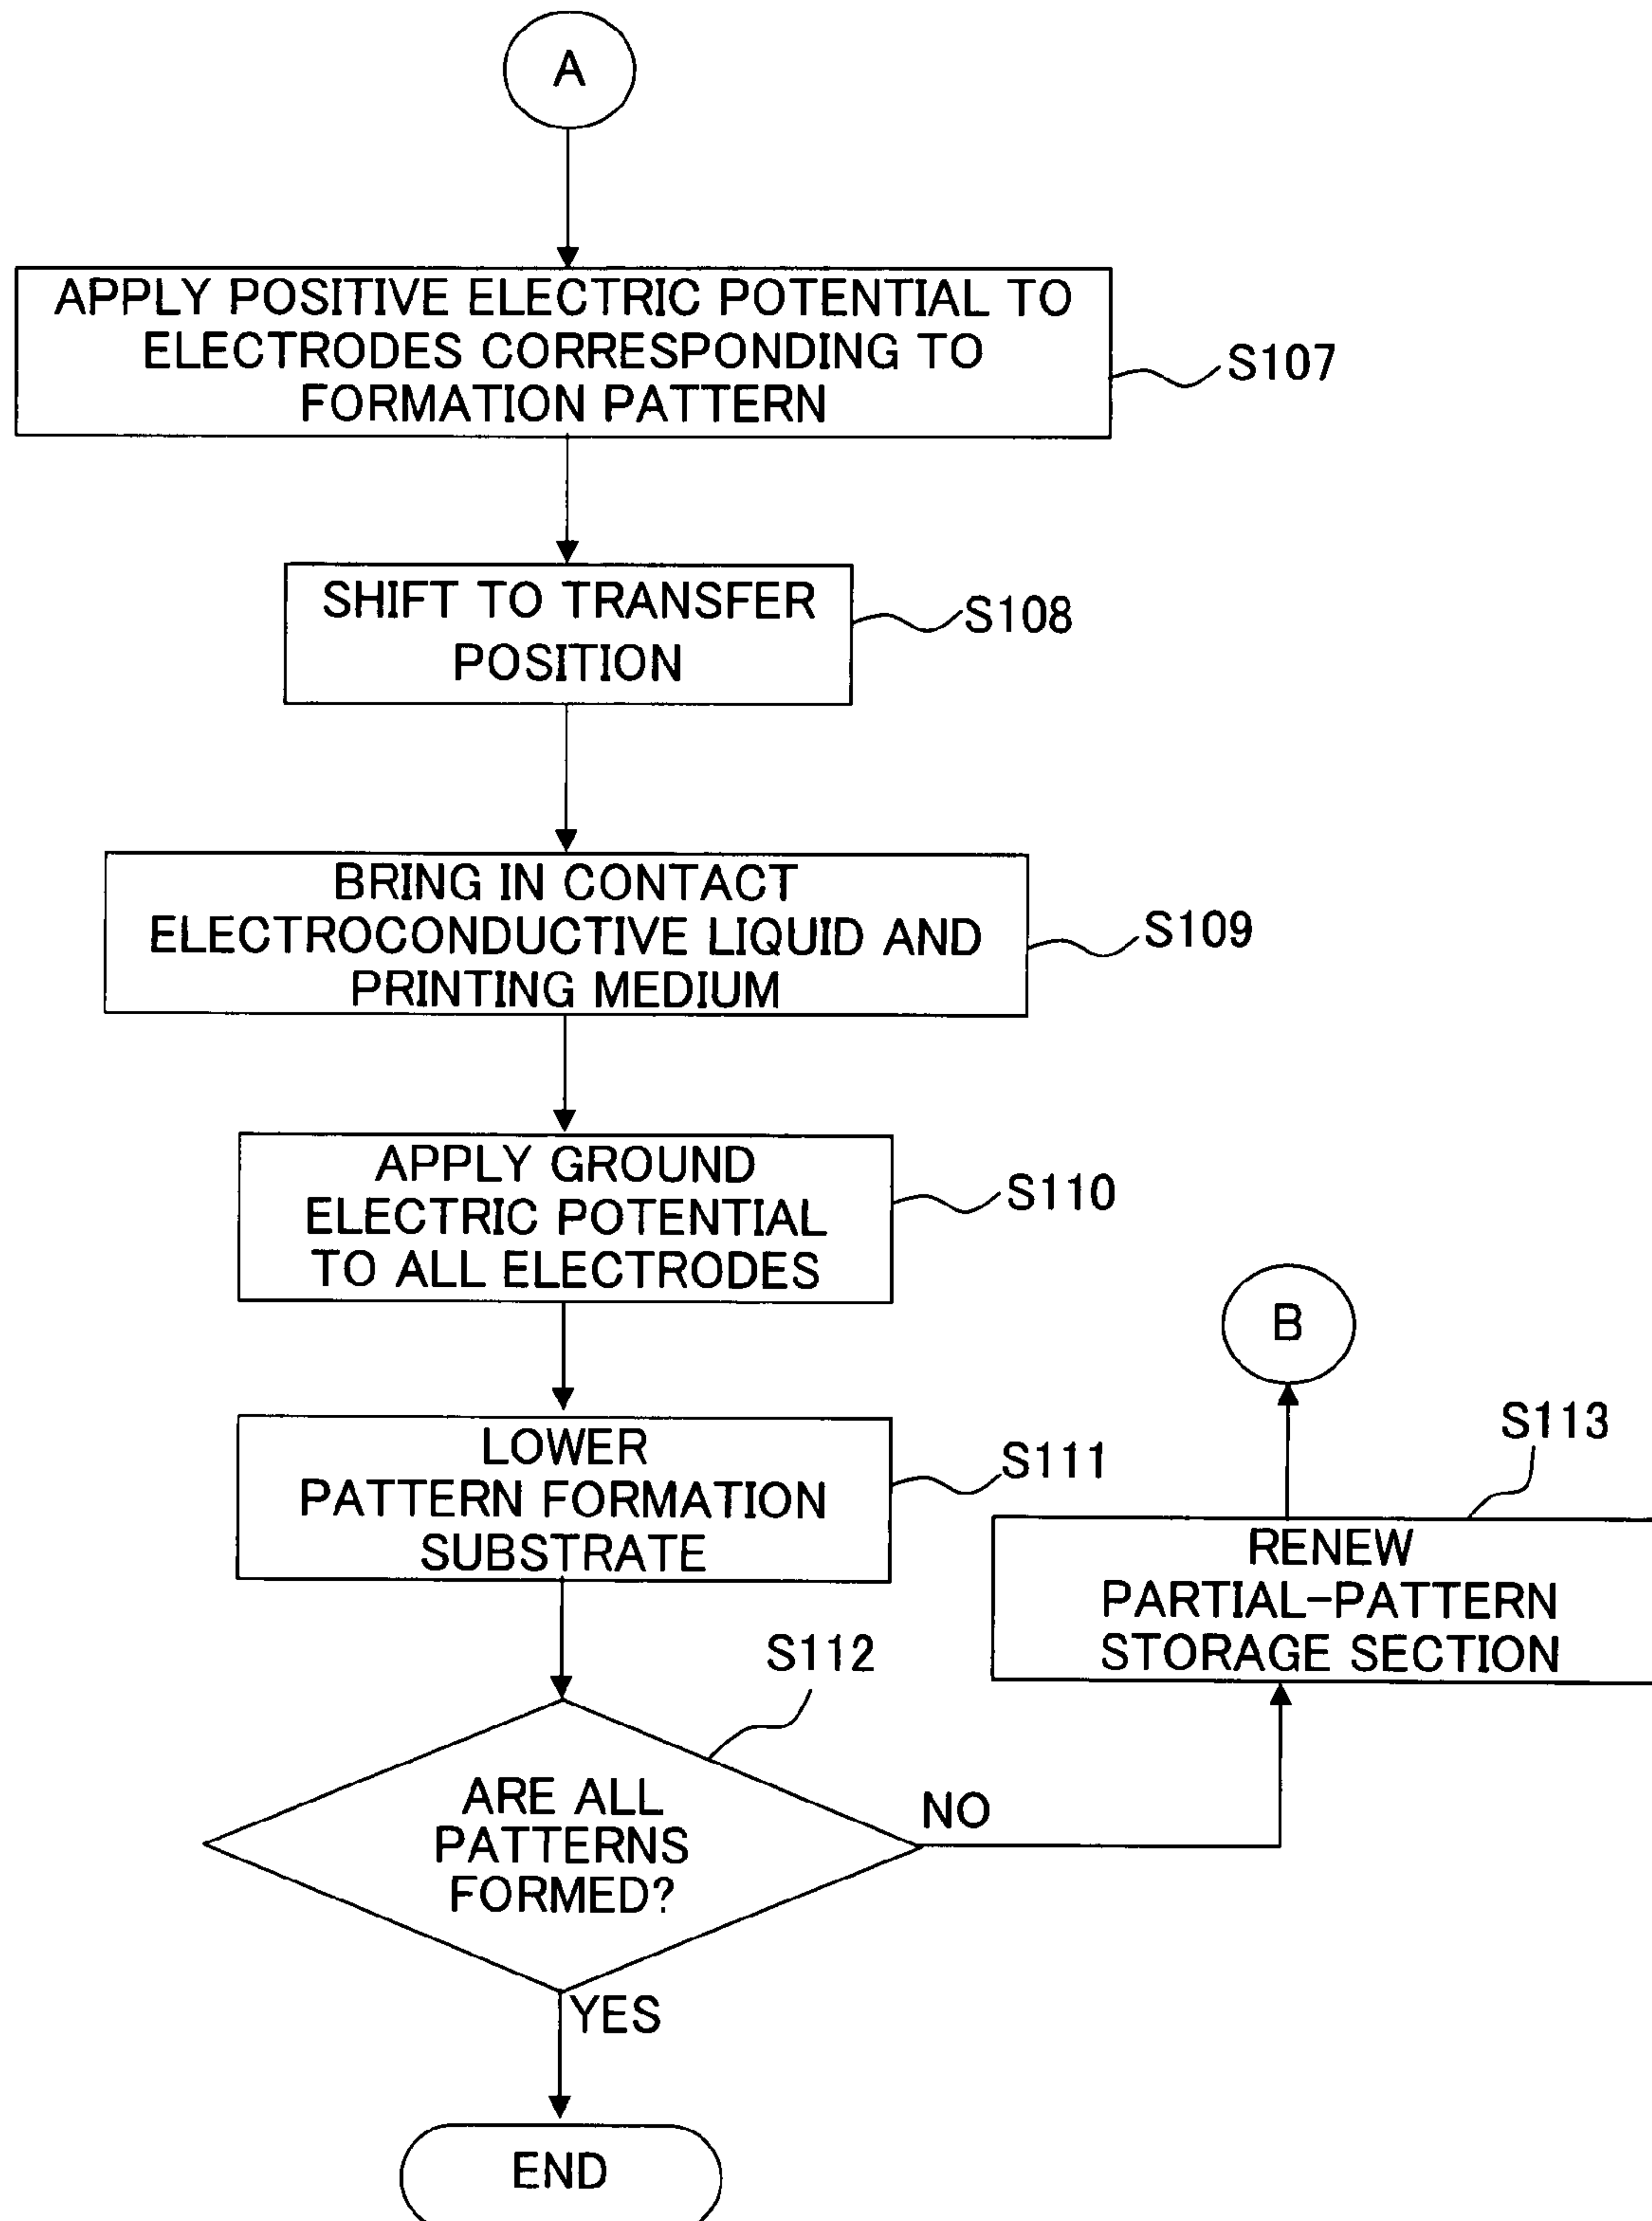 A
APPLY POSITIVE ELECTRIC POTENTIAL TO
ELECTRODES CORRESPONDING TO
FORMATION PATTERN
S107
SHIFT TO TRANSFER
POSITION
S108
BRING IN CONTACT
ELECTROCONDUCTIVE LIQUID AND
PRINTING MEDIUM
S109
APPLY GROUND
ELECTRIC POTENTIAL
TO ALL ELECTRODES
S110
LOWER
PATTERN FORMATION
SUBSTRATE
S111
B
S113
RENEW
PARTIAL-PATTERN
STORAGE SECTION
S112
ARE ALL
PATTERNS
FORMED?
NO
YES
END